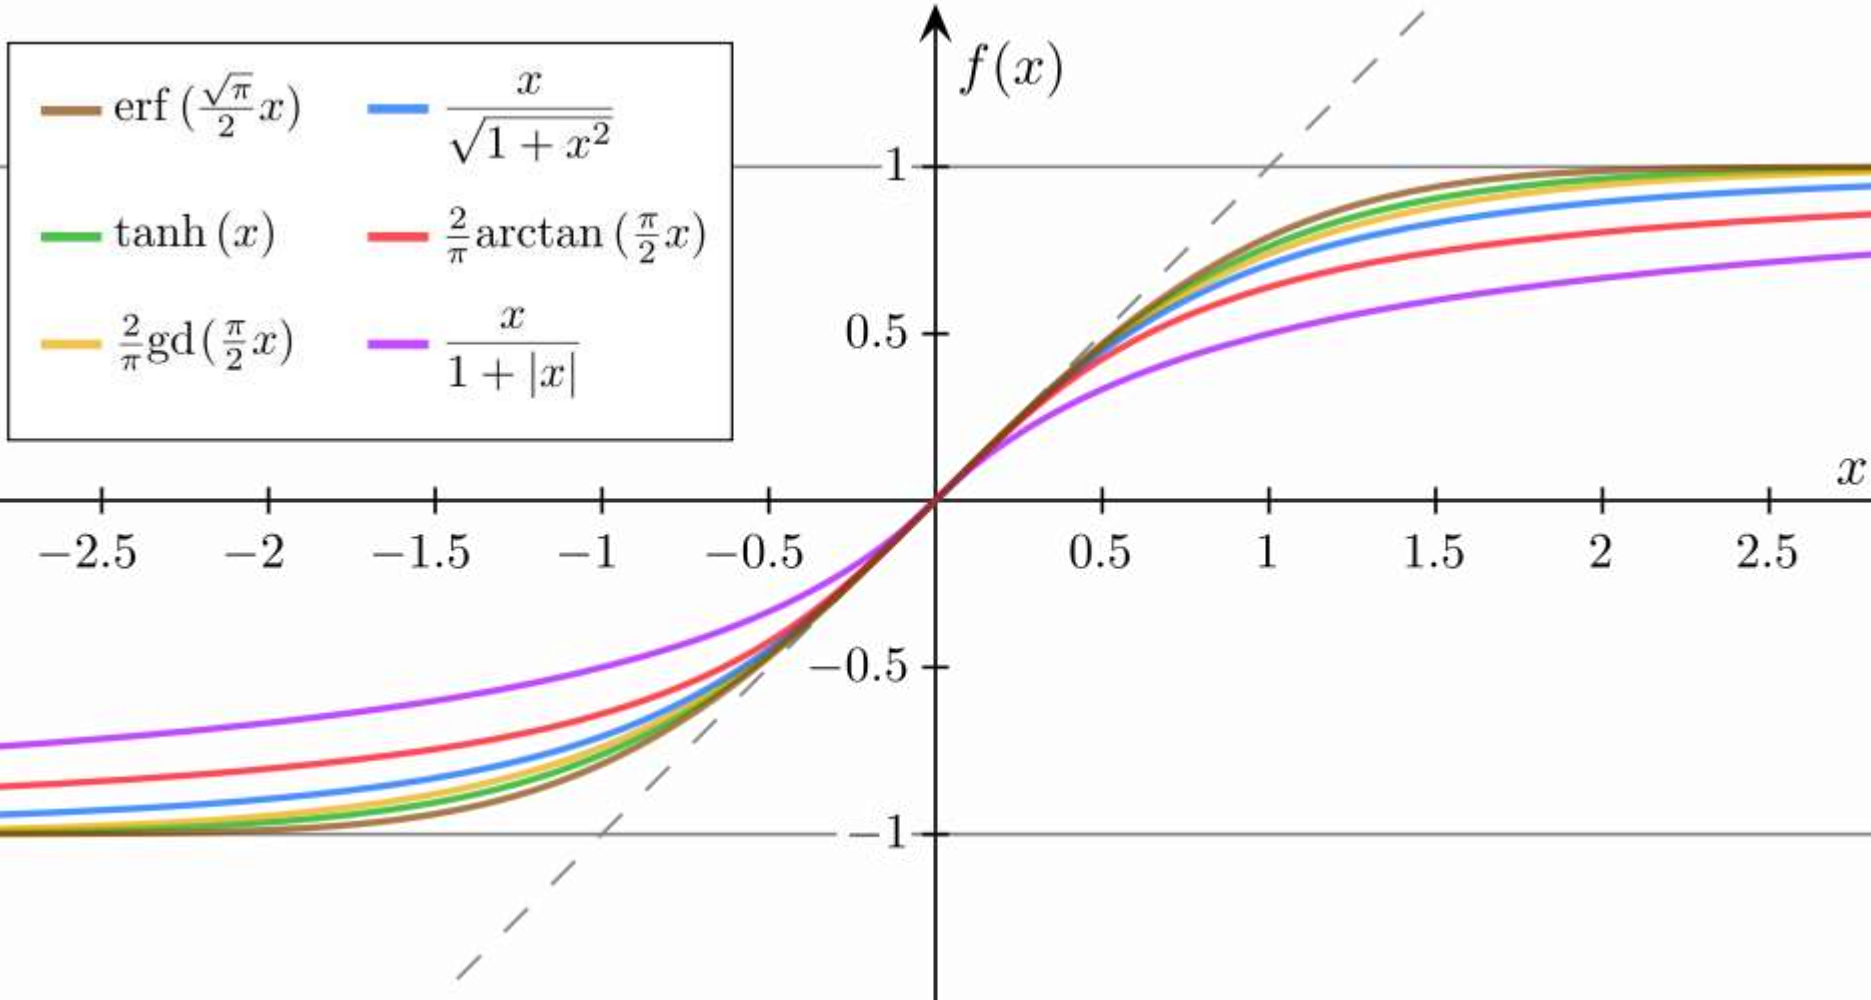 f(x)
erf (√π/2 x)
x/√(1 + x²)
1
tanh (x)
2/π arctan (π/2 x)
2/π gd(π/2 x)
x/(1 + |x|)
0.5
x
−2.5 −2 −1.5 −1 −0.5 0.5 1 1.5 2 2.5
−0.5
−1